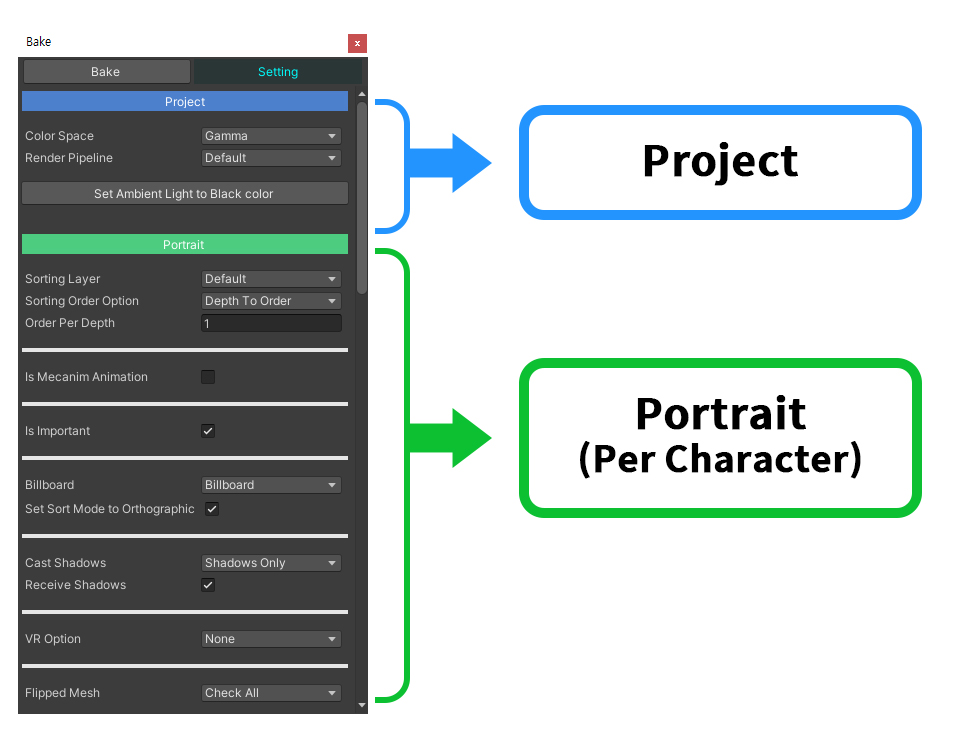 Bake
x
Bake Setting
Project
Color Space Gamma
Render Pipeline Default
Set Ambient Light to Black color
Portrait
Sorting Layer Default
Sorting Order Option Depth To Order
Order Per Depth 1
Is Mecanim Animation
Is Important
Billboard Billboard
Set Sort Mode to Orthographic
Cast Shadows Shadows Only
Receive Shadows
VR Option None
Flipped Mesh Check All
Project
Portrait
(Per Character)